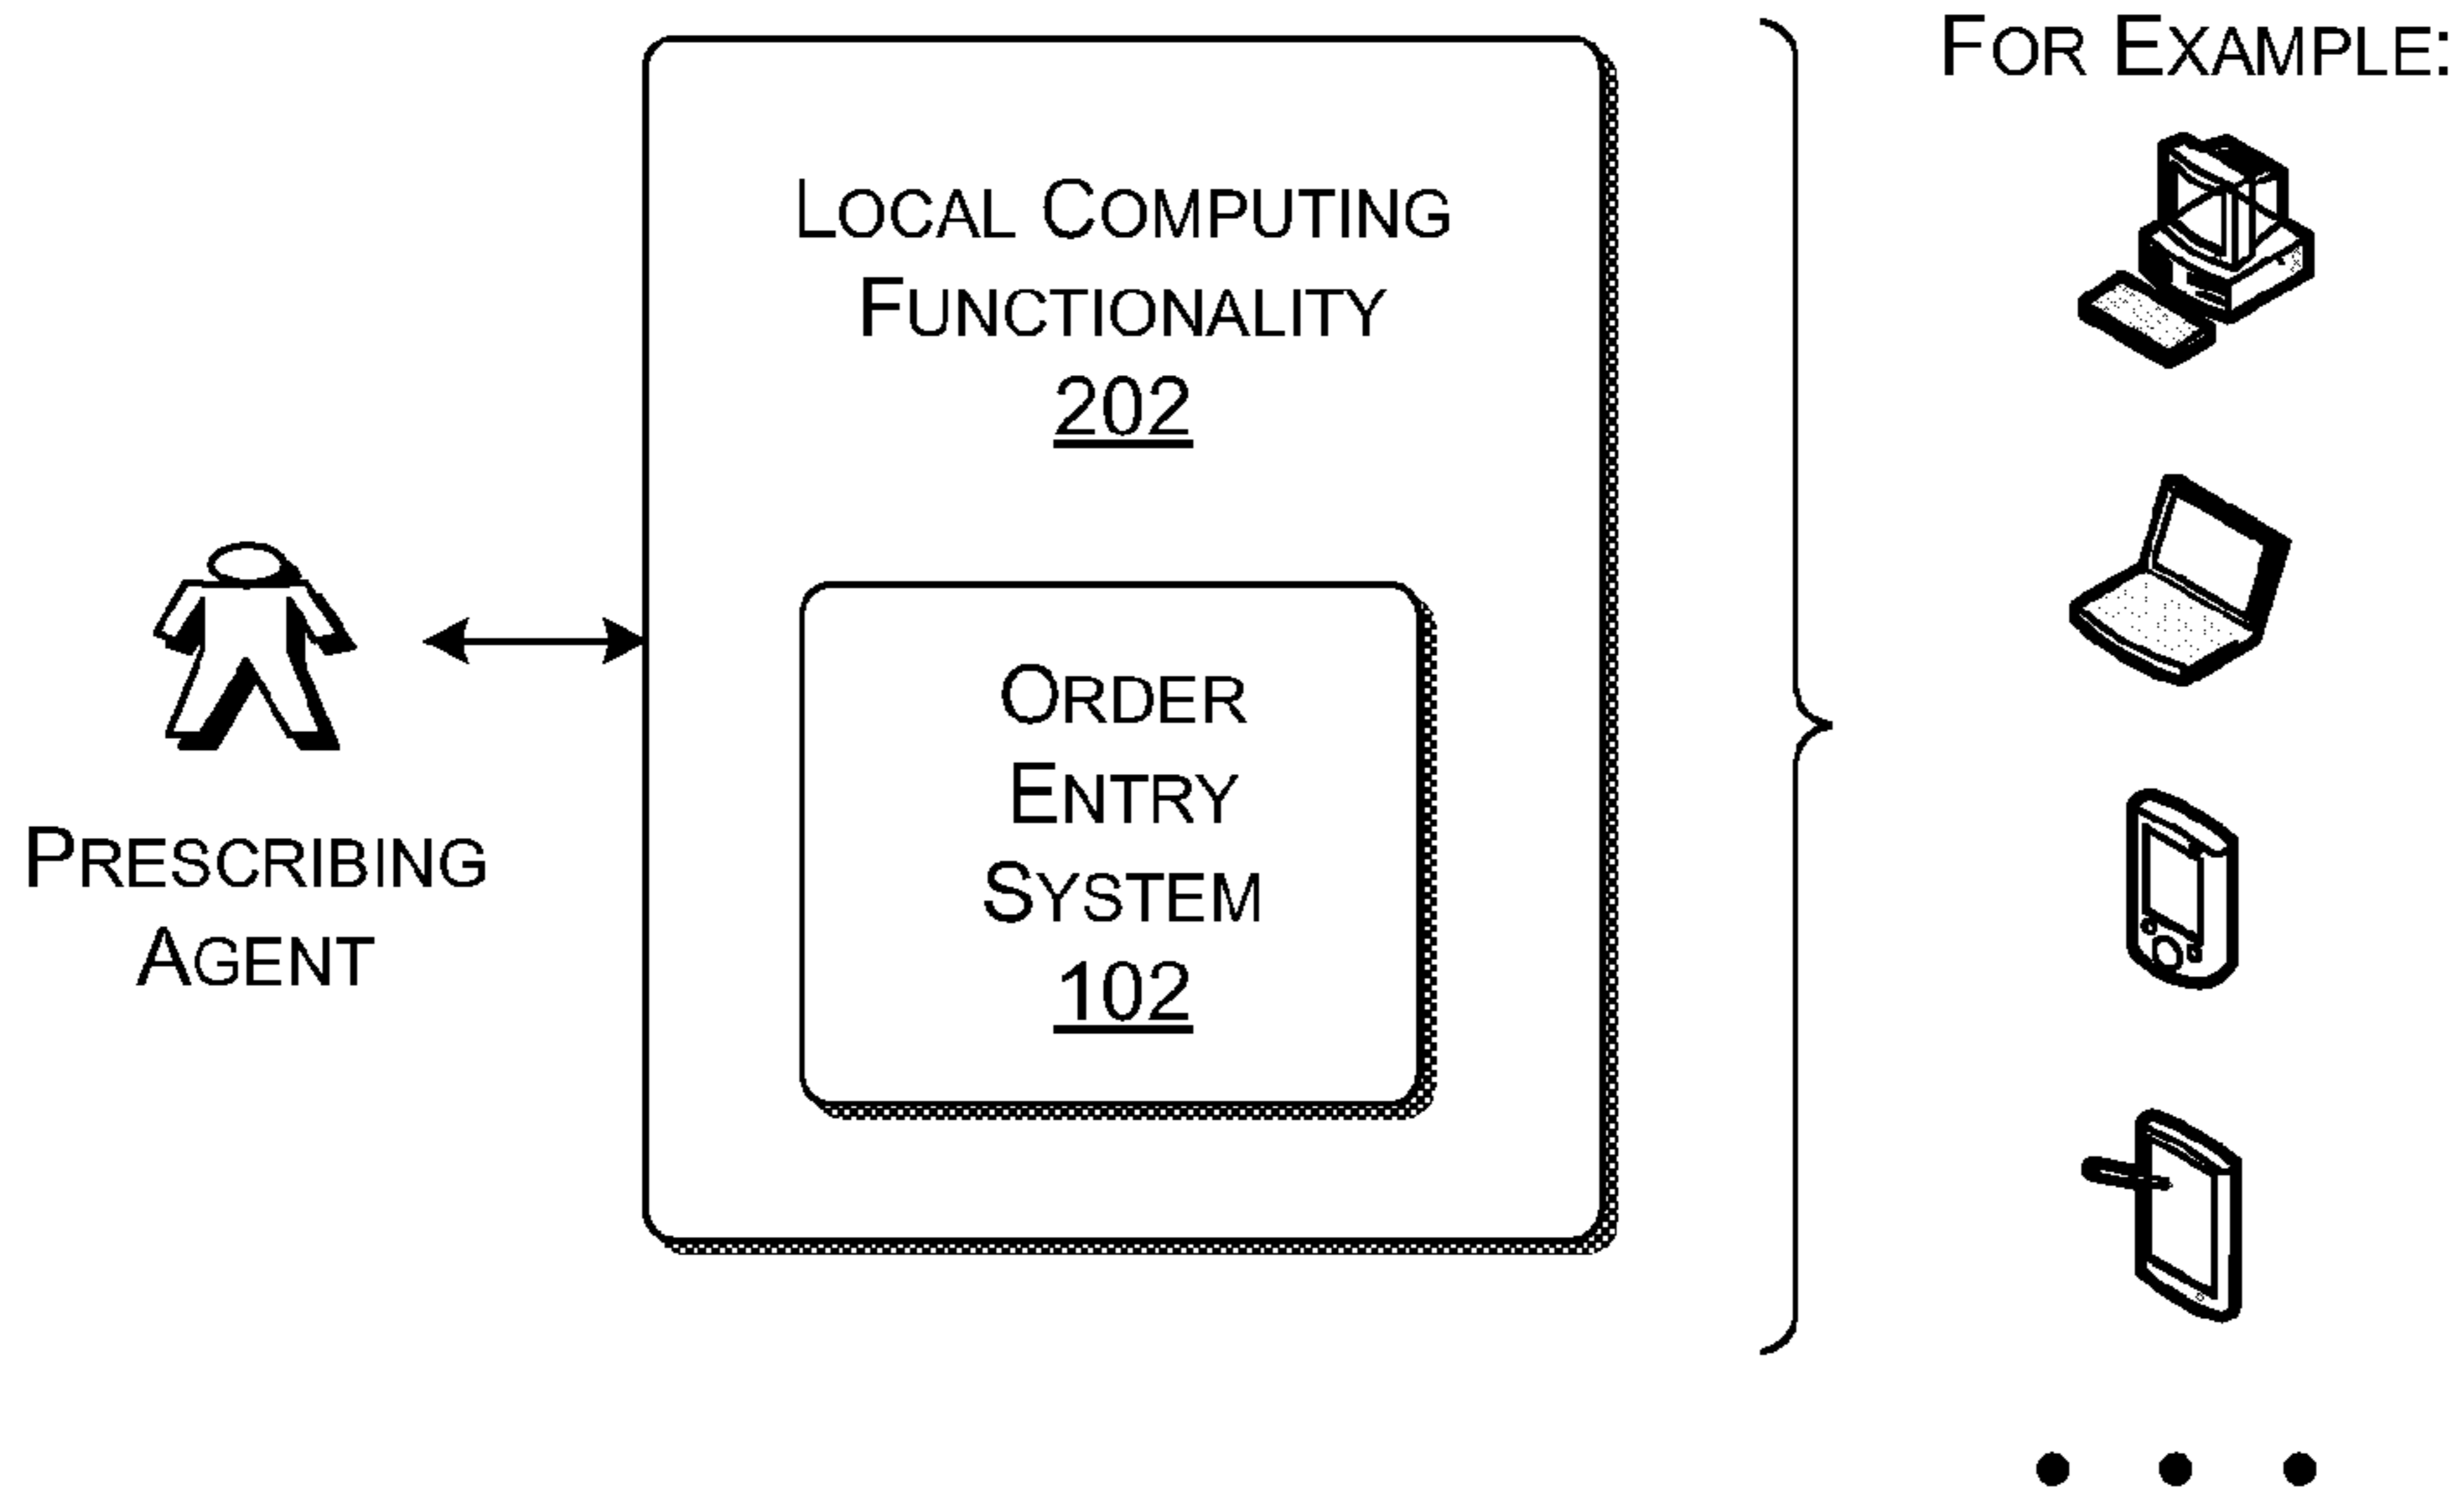 FOR EXAMPLE:
LOCAL COMPUTING
FUNCTIONALITY
202
ORDER
ENTRY
SYSTEM
102
PRESCRIBING
AGENT